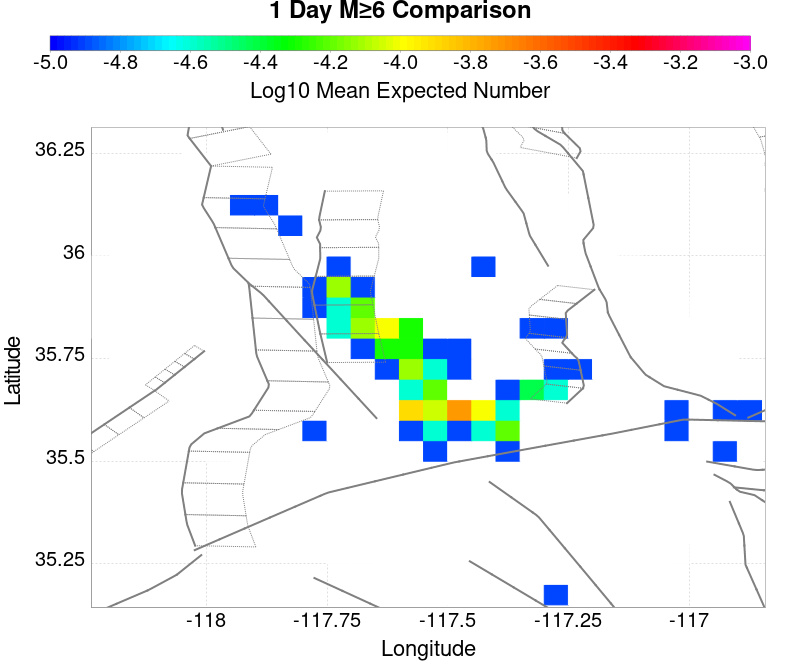 1 Day M≥6 Comparison
-5.0 -4.8 -4.6 -4.4 -4.2 -4.0 -3.8 -3.6 -3.4 -3.2 -3.0
Log10 Mean Expected Number
36.25
36
35.75
35.5
35.25
Latitude
-118 -117.75 -117.5 -117.25 -117
Longitude